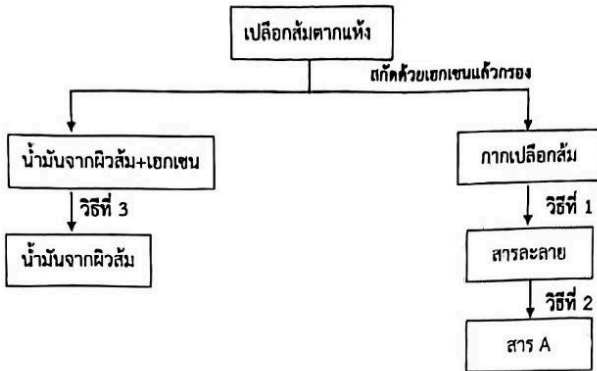 เปลือกส้มตากแห้ง
สกัดด้วยเฮกเซนแล้วกรอง
น้ำมันจากผิวส้ม+เฮกเซน
กากเปลือกส้ม
วิธีที่ 3
วิธีที่ 1
น้ำมันจากผิวส้ม
สารละลาย
วิธีที่ 2
สาร A